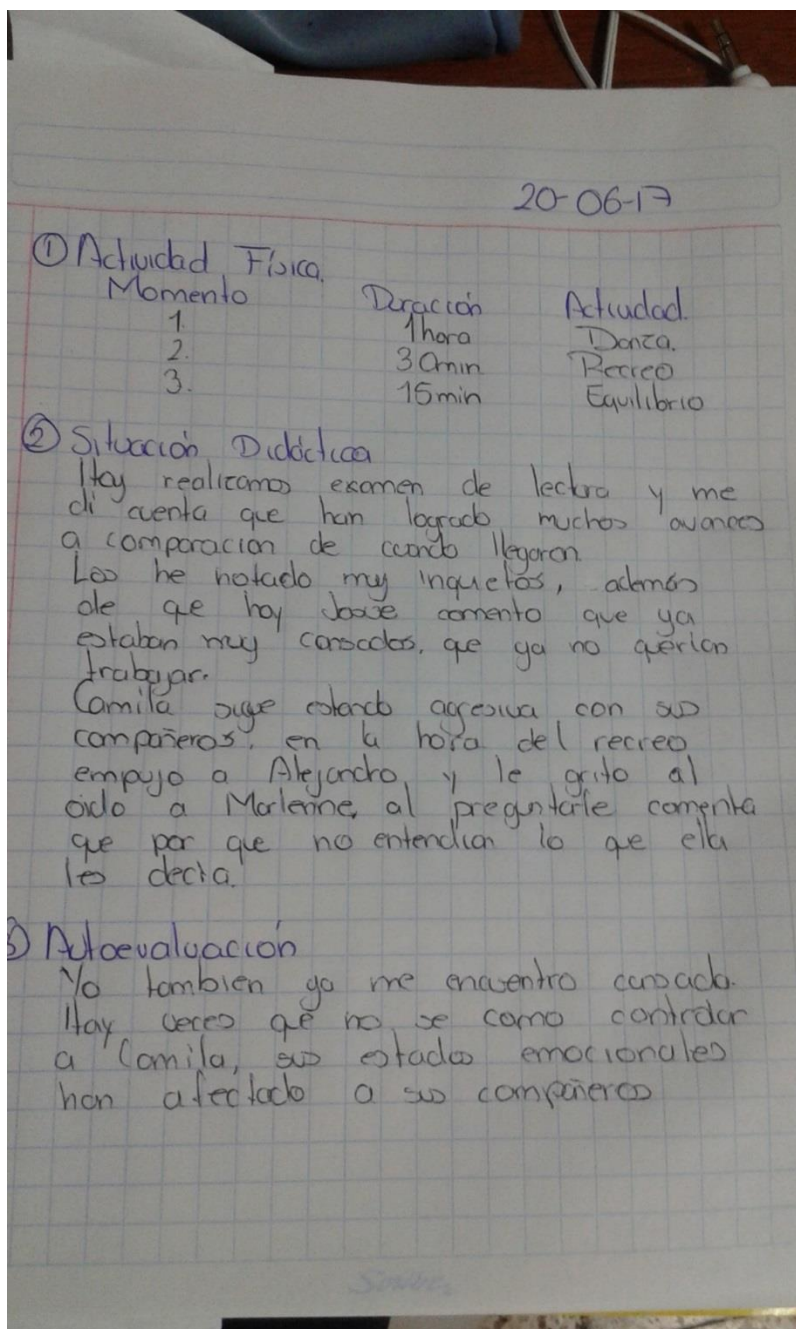 20-06-17
① Actividad Física.
Momento Duración Actividad.
1. 1hora Danza.
2. 30min Recreo
3. 15min Equilibrio
② Situación Didáctica
Hoy realizamos examen de lectura y me
di cuenta que han logrado muchos avances
a comparacion de cuando llegaron.
Los he notado muy inquietos, además
de que hoy Josue comento que ya
estaban muy cansados, que ya no querian
trabajar.
Camila sigue estando agresiva con sus
compañeros, en la hora del recreo
empujo a Alejandro, y le grito al
oido a Marlenne, al preguntarle comenta
que por que no entendian lo que ella
les decia.
3) Autoevaluación
Yo tambien ya me encuentro cansada.
Hay veces que no se como controlar
a Camila, sus estados emocionales
han afectado a sus compañeros